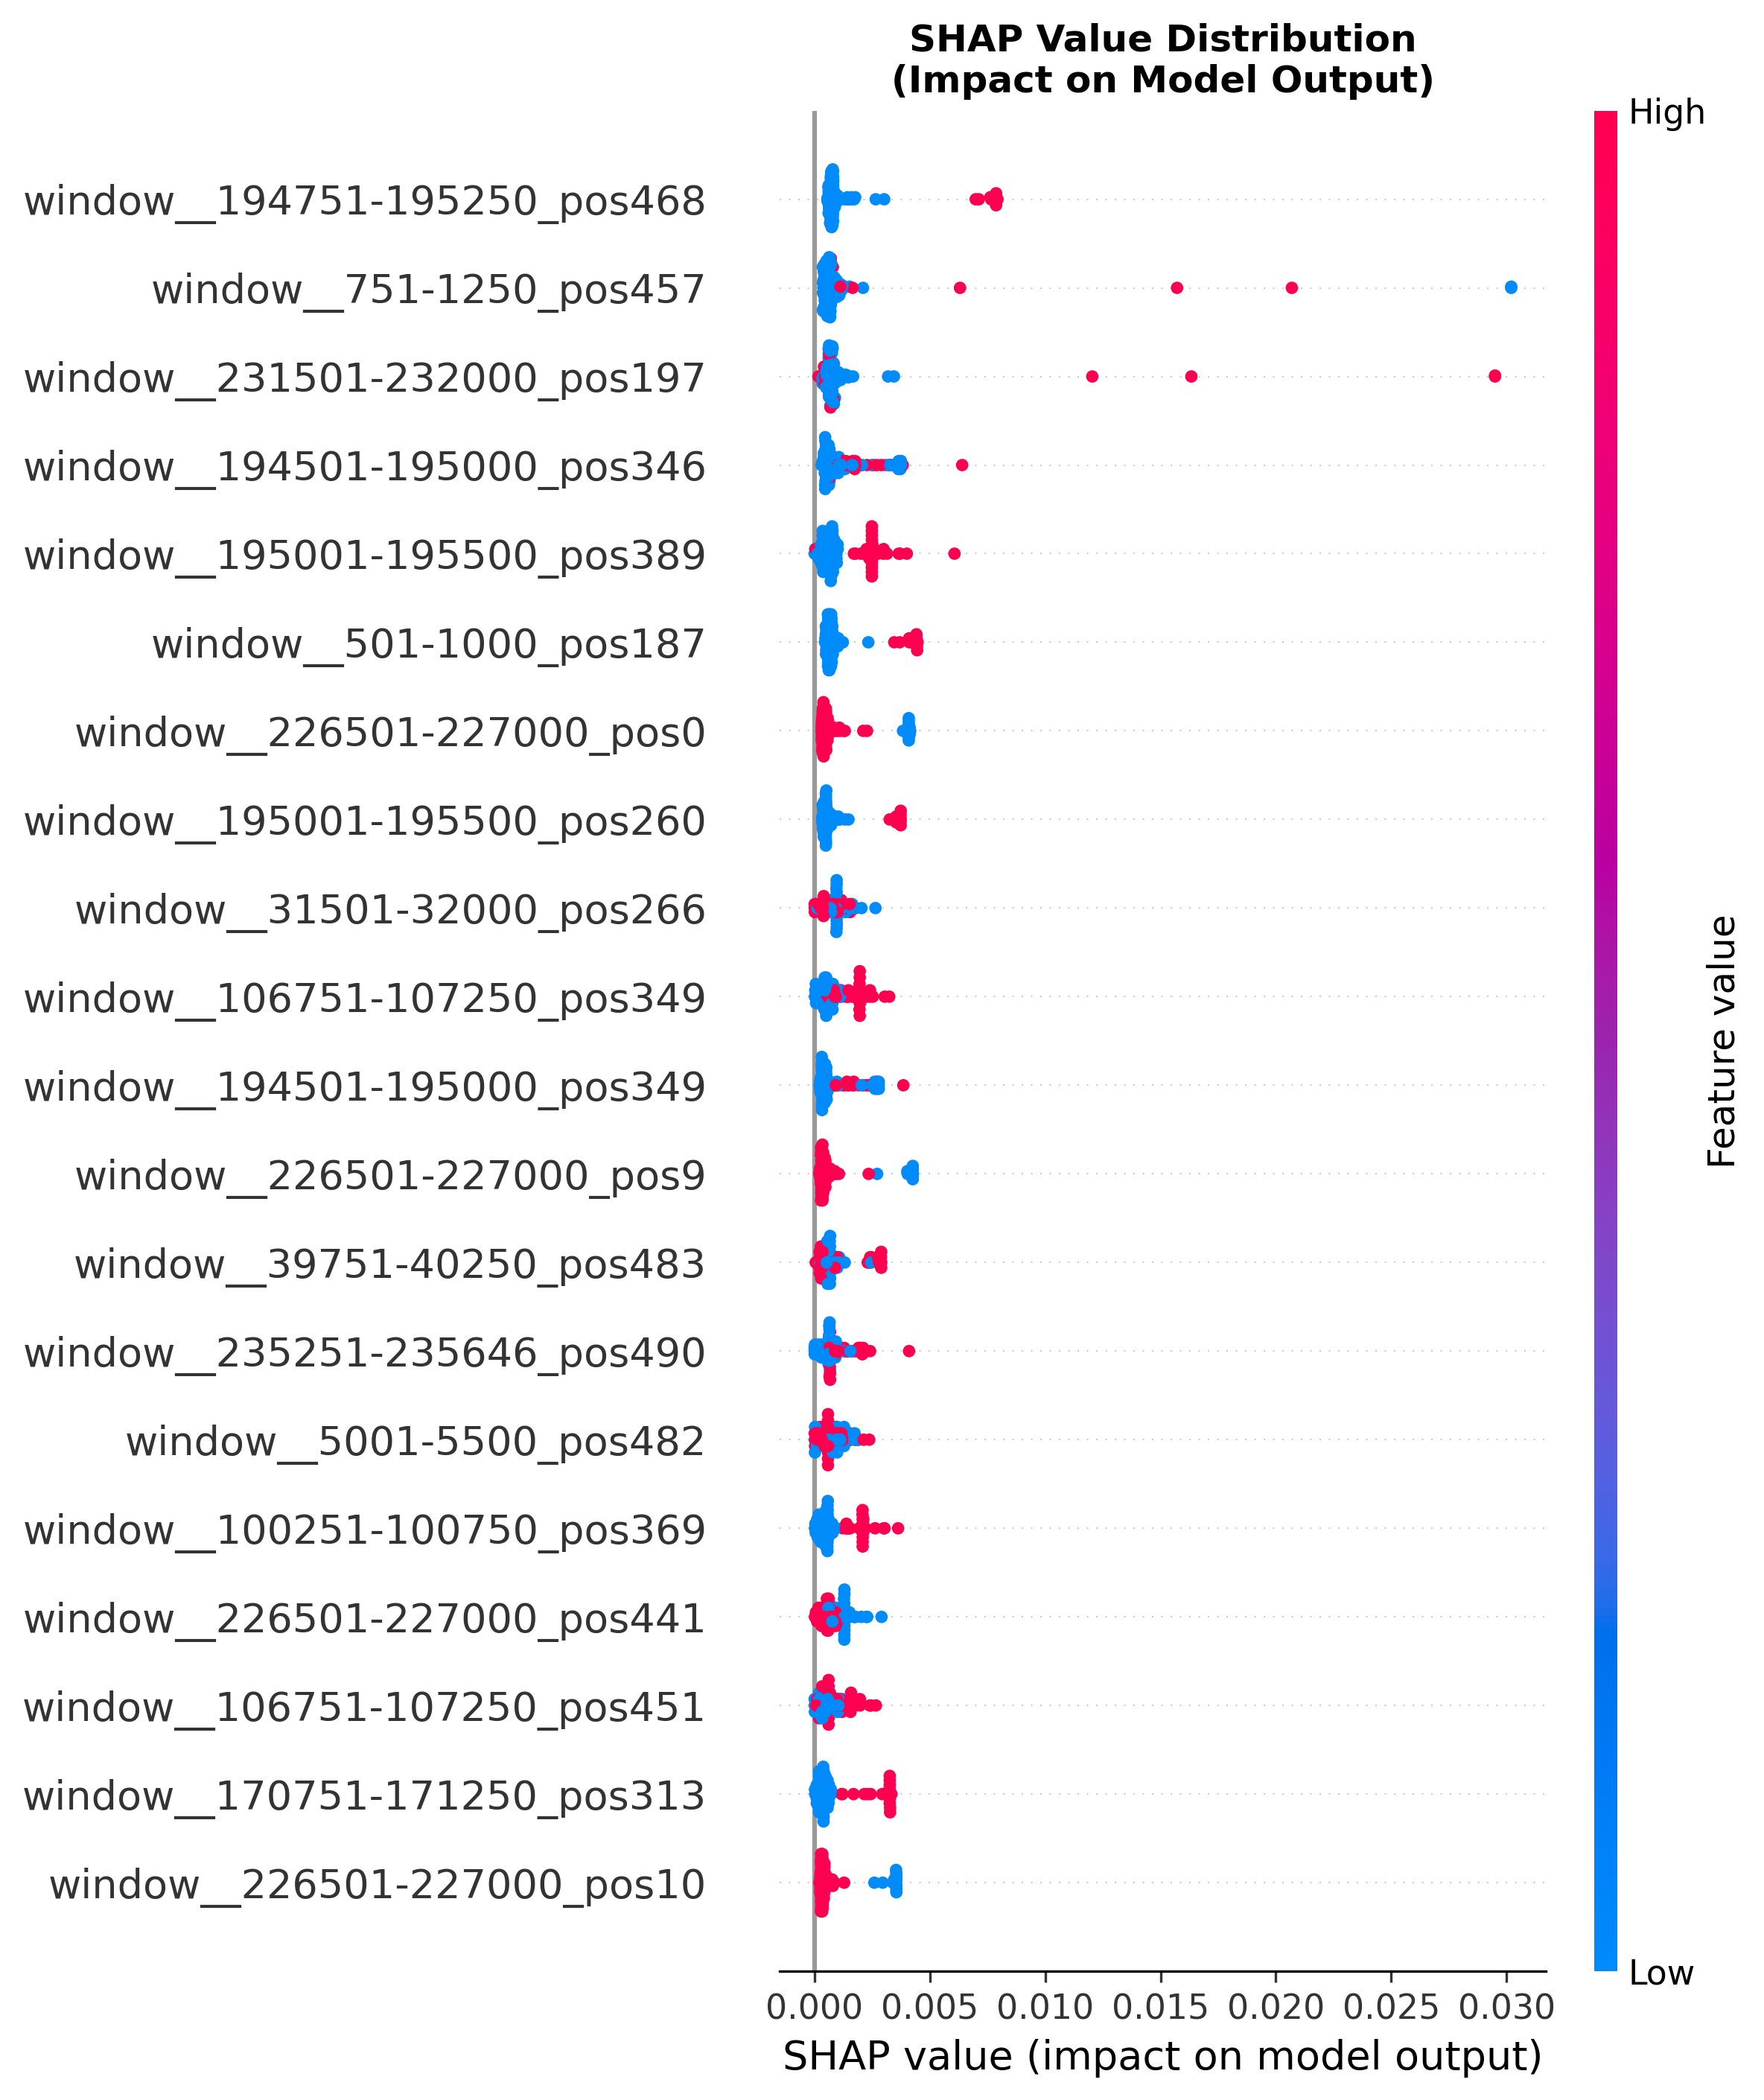 SHAP Value Distribution
(Impact on Model Output)
High
window__194751-195250_pos468
window__751-1250_pos457
window__231501-232000_pos197
window__194501-195000_pos346
window__195001-195500_pos389
window__501-1000_pos187
window__226501-227000_pos0
window__195001-195500_pos260
window__31501-32000_pos266
window__106751-107250_pos349
window__194501-195000_pos349
window__226501-227000_pos9
window__39751-40250_pos483
window__235251-235646_pos490
window__5001-5500_pos482
window__100251-100750_pos369
window__226501-227000_pos441
window__106751-107250_pos451
window__170751-171250_pos313
window__226501-227000_pos10
Feature value
Low
0.000 0.005 0.010 0.015 0.020 0.025 0.030
SHAP value (impact on model output)